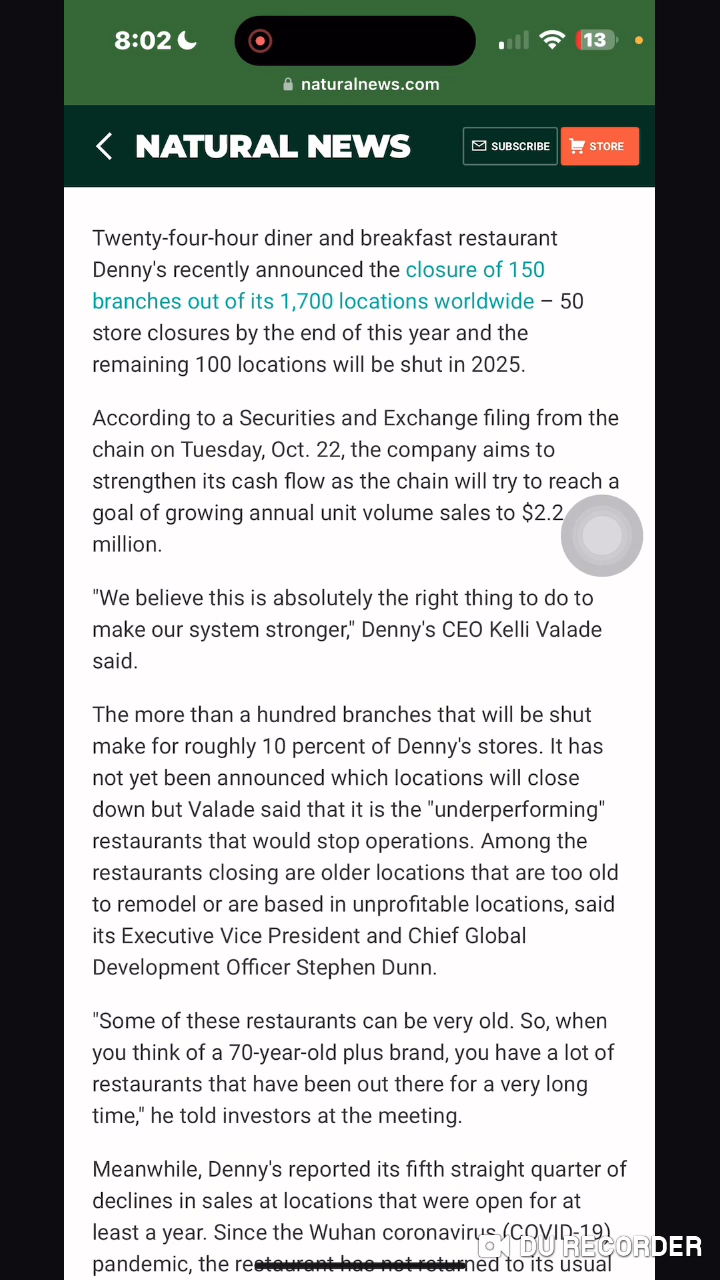 8:02
13
naturalnews.com
NATURAL NEWS
SUBSCRIBE
STORE
Twenty-four-hour diner and breakfast restaurant
Denny's recently announced the closure of 150
branches out of its 1,700 locations worldwide – 50
store closures by the end of this year and the
remaining 100 locations will be shut in 2025.
According to a Securities and Exchange filing from the
chain on Tuesday, Oct. 22, the company aims to
strengthen its cash flow as the chain will try to reach a
goal of growing annual unit volume sales to $2.2
million.
"We believe this is absolutely the right thing to do to
make our system stronger," Denny's CEO Kelli Valade
said.
The more than a hundred branches that will be shut
make for roughly 10 percent of Denny's stores. It has
not yet been announced which locations will close
down but Valade said that it is the "underperforming"
restaurants that would stop operations. Among the
restaurants closing are older locations that are too old
to remodel or are based in unprofitable locations, said
its Executive Vice President and Chief Global
Development Officer Stephen Dunn.
"Some of these restaurants can be very old. So, when
you think of a 70-year-old plus brand, you have a lot of
restaurants that have been out there for a very long
time," he told investors at the meeting.
Meanwhile, Denny's reported its fifth straight quarter of
declines in sales at locations that were open for at
least a year. Since the Wuhan coronavirus (COVID-19)
pandemic, the restaurant has not returned to its usual
DU RECORDER